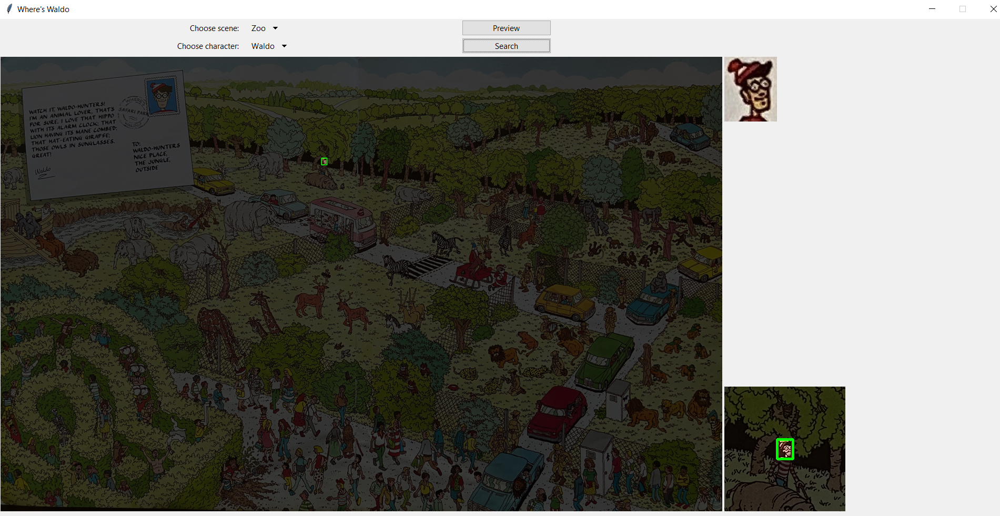 Where's Waldo
Choose scene: Zoo
Preview
Choose character: Waldo
Search
WATCH IT, WALDO-HUNTERS!
I'M AN ANIMAL LOVER, THAT'S
FOR SURE. I LOVE THAT HIPPO
WITH ITS ALARM CLOCK; THAT
LION HAVING ITS MANE COMBED;
THAT HAT-EATING GIRAFFE;
THOSE OWLS IN SUNGLASSES.
GREAT!
Waldo
WHERE'S
SAFARI PARK
WALDO?
TO:
WALDO-HUNTERS
NICE PLACE,
THE JUNGLE,
OUTSIDE